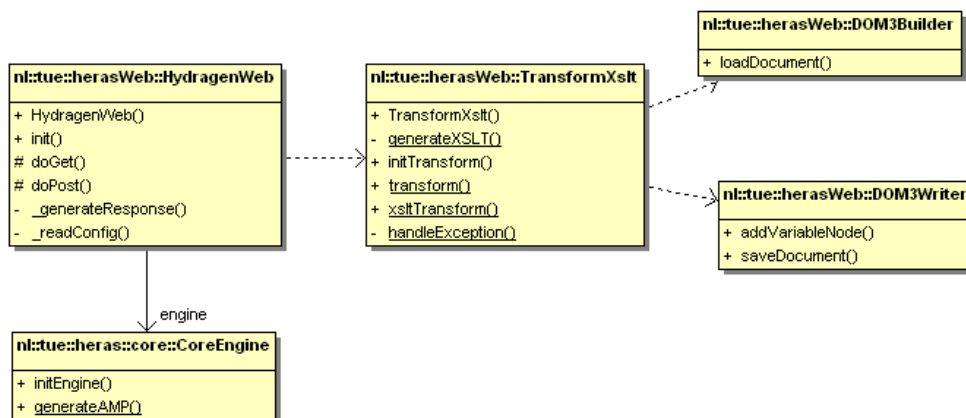 nl::tue::herasWeb::HydragenWeb
+ HydragenWeb()
+ init()
# doGet()
# doPost()
- _generateResponse()
- _readConfig()
nl::tue::herasWeb::TransformXslt
+ TransformXslt()
- generateXSLT()
+ initTransform()
+ transform()
+ xsltTransform()
- handleException()
nl::tue::herasWeb::DOM3Builder
+ loadDocument()
nl::tue::herasWeb::DOM3Writer
+ addVariableNode()
+ saveDocument()
engine
nl::tue::heras::core::CoreEngine
+ initEngine()
+ generateAMP()